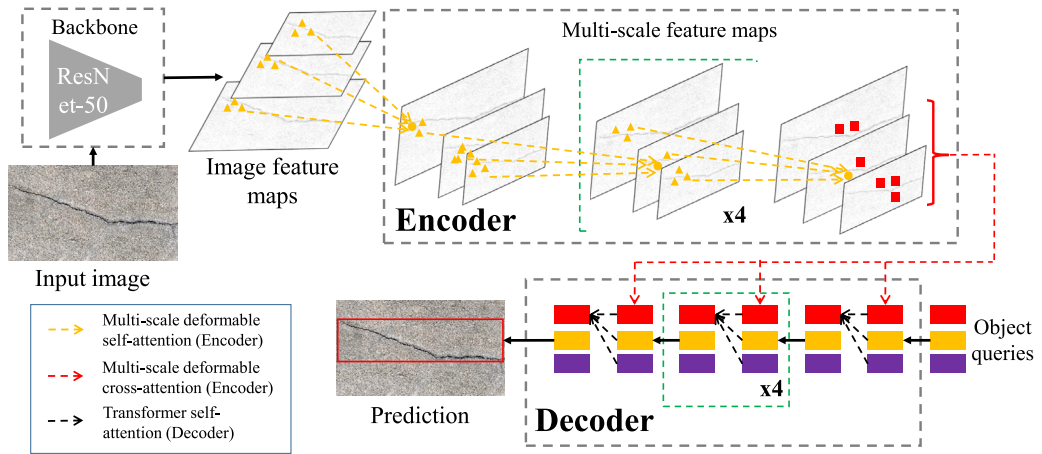 Backbone
ResN
et-50
Image feature
maps
Input image
Multi-scale feature maps
Encoder
x4
Multi-scale deformable
self-attention (Encoder)
Multi-scale deformable
cross-attention (Encoder)
Transformer self-
attention (Decoder)
Prediction
Decoder
x4
Object
queries